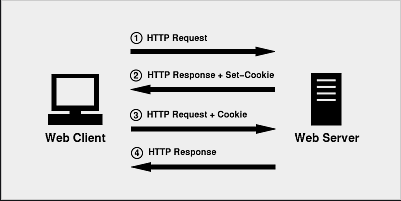 ① HTTP Request
② HTTP Response + Set-Cookie
③ HTTP Request + Cookie
④ HTTP Response
Web Client
Web Server